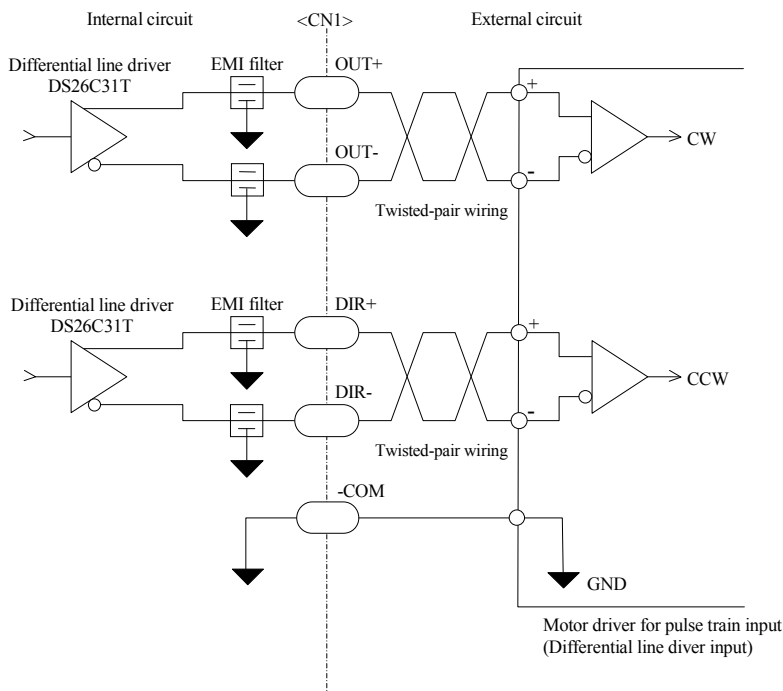 Internal circuit
<CN1>
External circuit
Differential line driver
DS26C31T
EMI filter
OUT+
+
CW
OUT-
-
Twisted-pair wiring
Differential line driver
DS26C31T
EMI filter
DIR+
+
CCW
DIR-
-
Twisted-pair wiring
-COM
GND
Motor driver for pulse train input
(Differential line diver input)